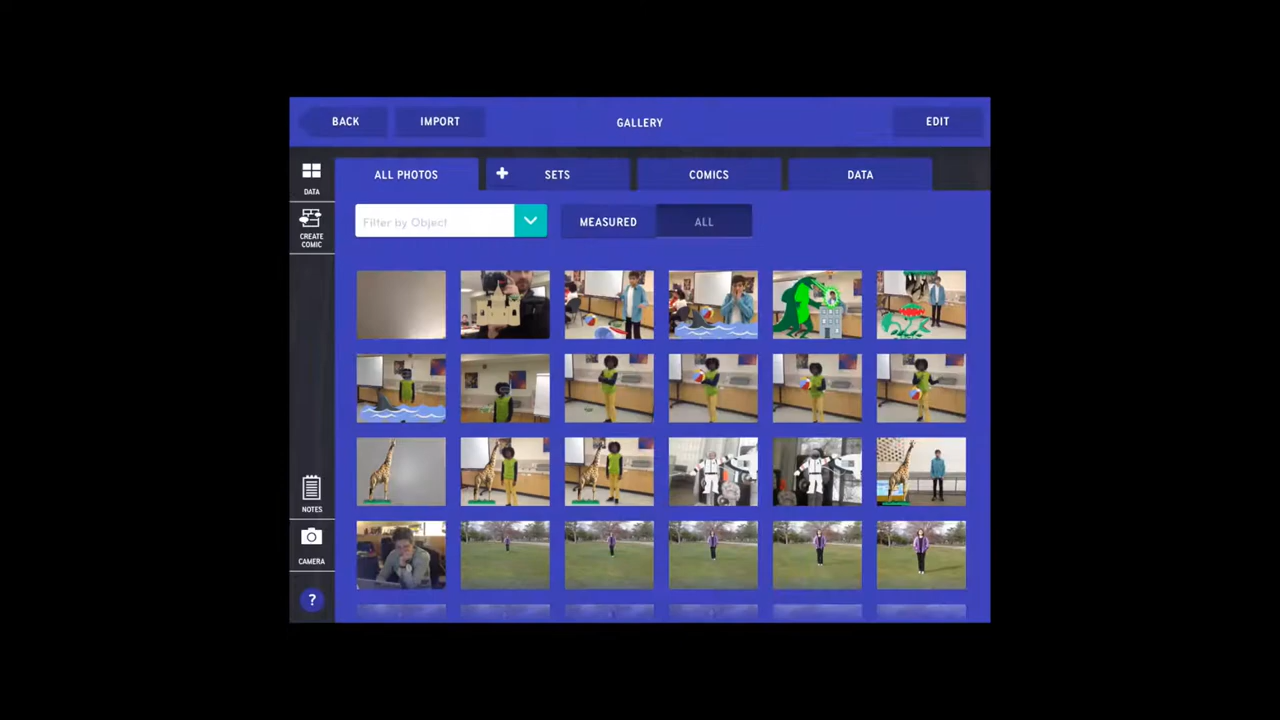 BACK
IMPORT
GALLERY
EDIT
DATA
CREATE
COMIC
NOTES
CAMERA
?
ALL PHOTOS
+ SETS
COMICS
DATA
Filter by Object
MEASURED
ALL